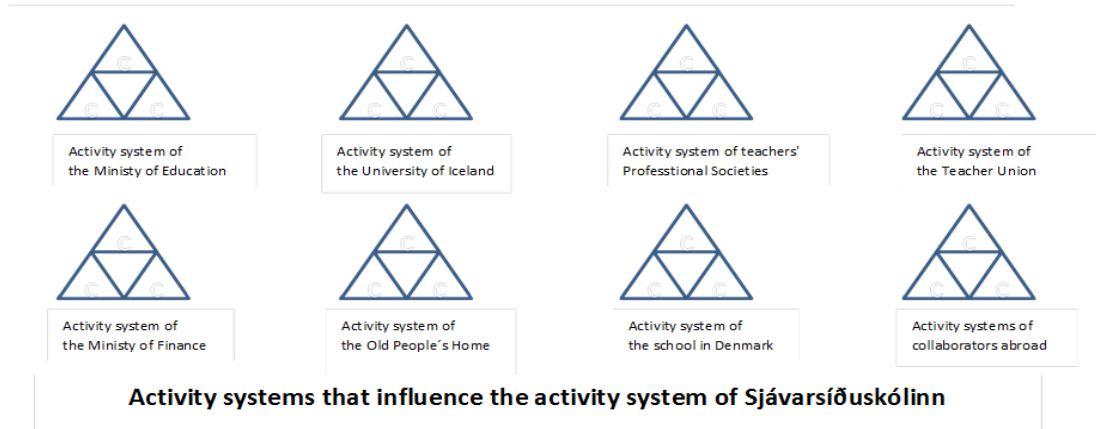 C
C C
C
C C
C
C C
C
C C
Activity system of
the Ministy of Education
Activity system of
the University of Iceland
Activity system of teachers'
Professtional Societies
Activity system of
the Teacher Union
C
C C
C
C C
C
C C
C
C C
Activity system of
the Ministy of Finance
Activity system of
the Old People´s Home
Activity system of
the school in Denmark
Activity systems of
collaborators abroad
Activity systems that influence the activity system of Sjávarsíðuskólinn